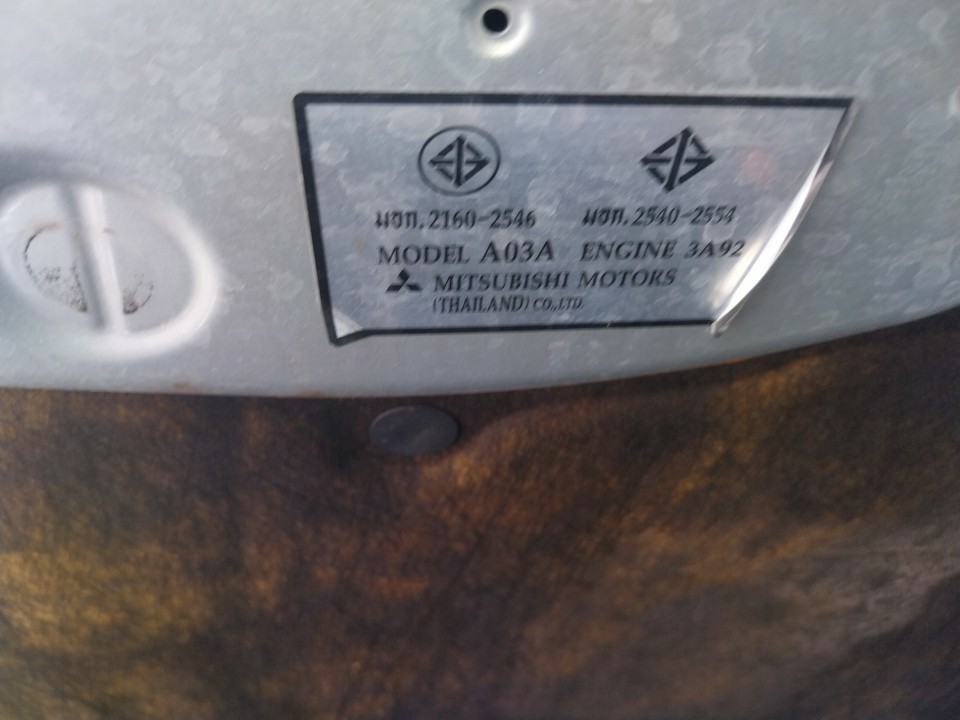 มอก.2160-2546 มอก.2540-2554
MODEL A03A ENGINE 3A92
MITSUBISHI MOTORS
(THAILAND) CO.,LTD.